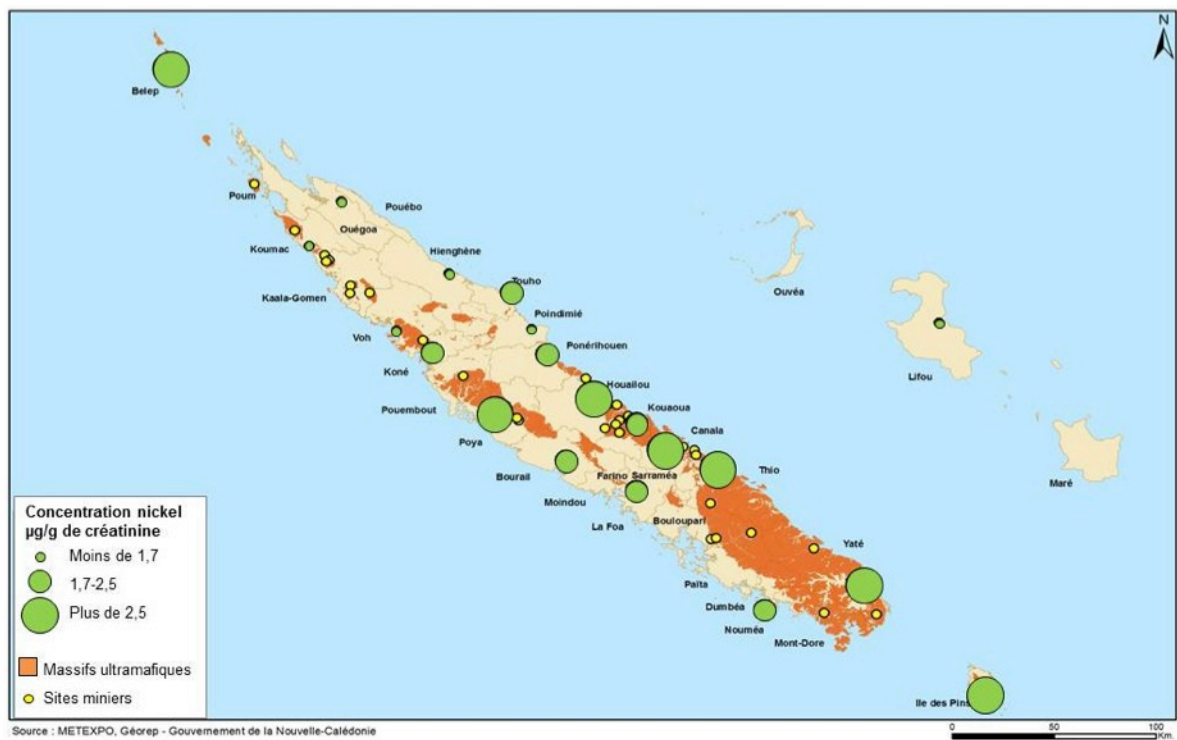 N
Belep
Poum
Pouébo
Ouégoa
Koumac
Hienghène
Kaala-Gomen
Touho
Ouvéa
Poindimié
Voh
Ponérihouen
Koné
Lifou
Houaïlou
Pouembout
Kouaoua
Poya
Canala
Bourail
Farino Sarraméa
Thio
Maré
Moindou
La Foa
Bouloupari
Yaté
Païta
Dumbéa
Nouméa
Mont-Dore
Ile des Pins
Concentration nickel
µg/g de créatinine
Moins de 1,7
1,7-2,5
Plus de 2,5
Massifs ultramafiques
Sites miniers
Source : METEXPO, Géorep - Gouvernement de la Nouvelle-Calédonie
0 50 100
Km.